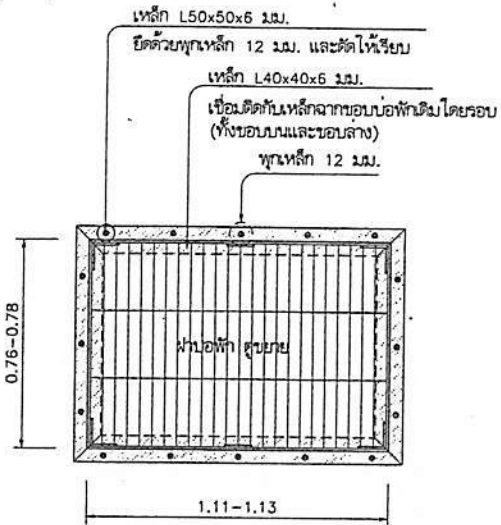 เหล็ก L50x50x6 มม.
ยึดด้วยพุกเหล็ก 12 มม. และตัดให้เรียบ
เหล็ก L40x40x6 มม.
เชื่อมติดกับเหล็กฉากขอบบ่อพักเดิมโดยรอบ
(ทั้งขอบบนและขอบล่าง)
พุกเหล็ก 12 มม.
0.76-0.78
ฝาบ่อพัก ดูขยาย
1.11-1.13